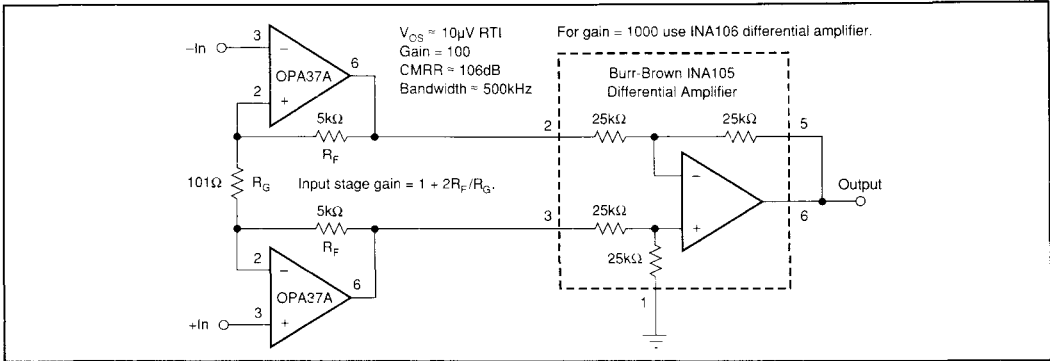 V_OS ≈ 10µV RTI
Gain = 100
CMRR ≈ 106dB
Bandwidth ≈ 500kHz
For gain = 1000 use INA106 differential amplifier.
Burr-Brown INA105
Differential Amplifier
–In
3
–
OPA37A
2
+
6
5kΩ
R_F
101Ω
R_G
Input stage gain = 1 + 2R_F/R_G.
5kΩ
R_F
2
–
OPA37A
6
+In
3
+
2
25kΩ
25kΩ
5
–
Output
6
3
25kΩ
+
25kΩ
1